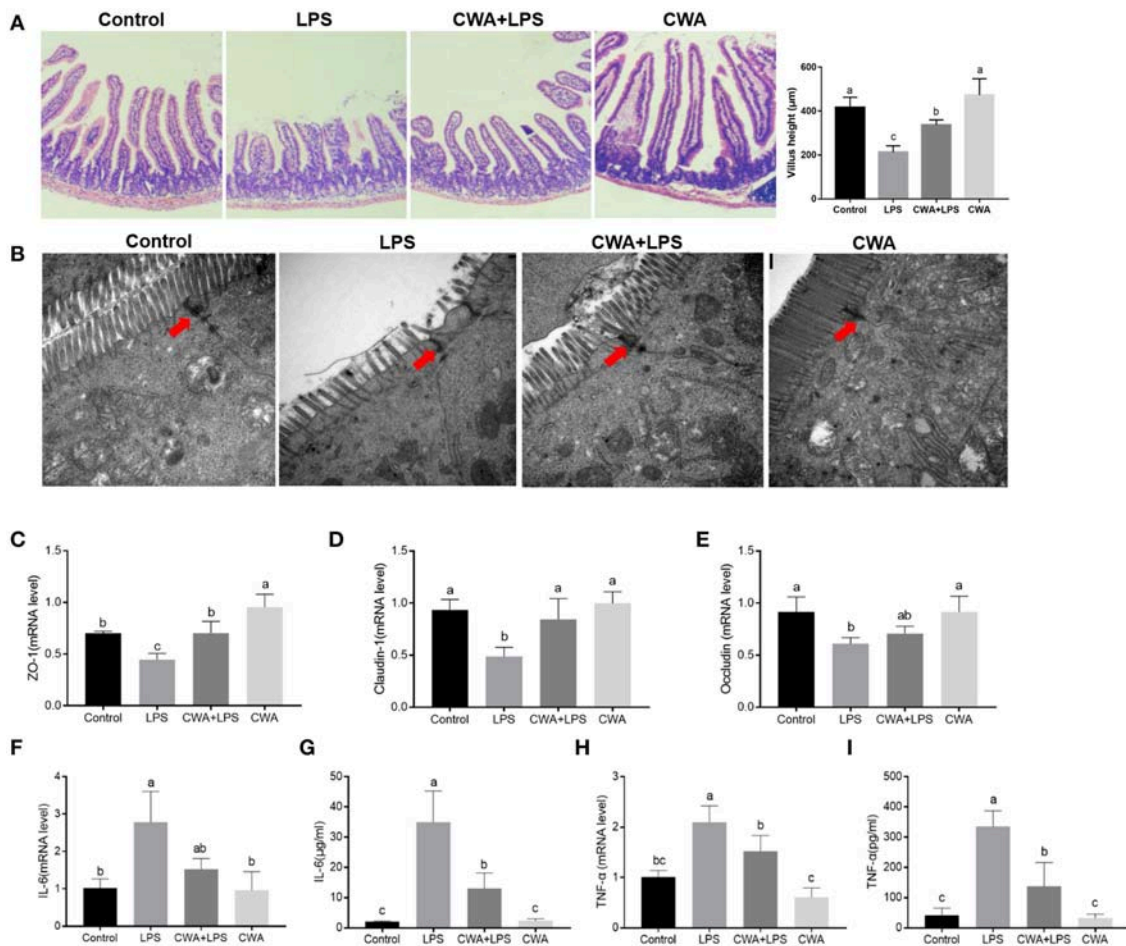 A
Control
LPS
CWA+LPS
CWA
Villus height (µm)
600
400
200
0
a
c
b
a
Control LPS CWA+LPS CWA
B
Control
LPS
CWA+LPS
CWA
C
ZO-1(mRNA level)
1.5
1.0
0.5
0.0
b
c
b
a
Control LPS CWA+LPS CWA
D
Claudin-1(mRNA level)
1.5
1.0
0.5
0.0
a
b
a
a
Control LPS CWA+LPS CWA
E
Occludin (mRNA level)
1.5
1.0
0.5
0.0
a
b
ab
a
Control LPS CWA+LPS CWA
F
IL-6(mRNA level)
4
3
2
1
0
b
a
ab
b
Control LPS CWA+LPS CWA
G
IL-6(µg/ml)
50
40
30
20
10
0
c
a
b
c
Control LPS CWA+LPS CWA
H
TNF-α (mRNA level)
3
2
1
0
bc
a
b
c
Control LPS CWA+LPS CWA
I
TNF-α(pg/ml)
500
400
300
200
100
0
c
a
b
c
Control LPS CWA+LPS CWA